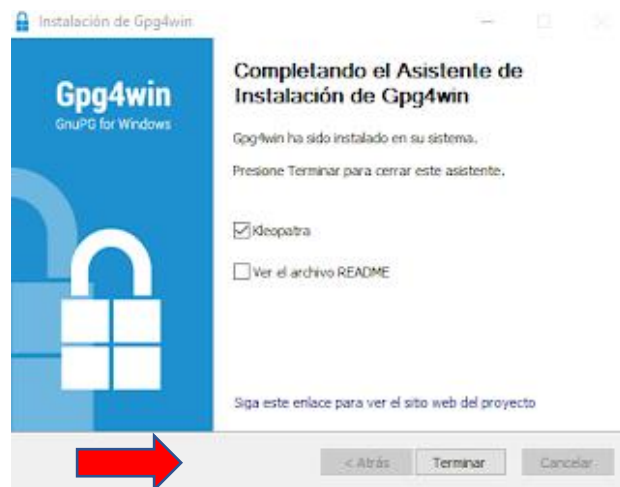 Instalación de Gpg4win
Gpg4win
GnuPG for Windows
Completando el Asistente de
Instalación de Gpg4win
Gpg4win ha sido instalado en su sistema.
Presione Terminar para cerrar este asistente.
Kleopatra
Ver el archivo README
Siga este enlace para ver el sitio web del proyecto
< Atrás
Terminar
Cancelar